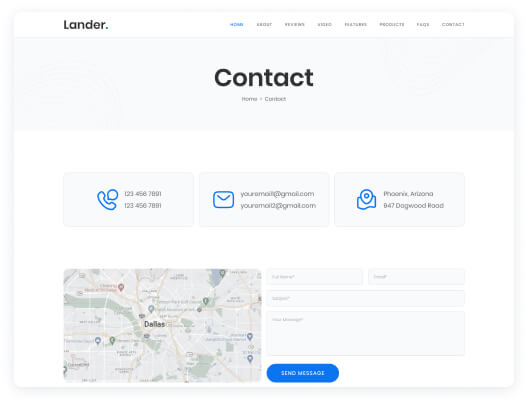 Lander.
HOME ABOUT REVIEWS VIDEO FEATURES PRODUCTS FAQS CONTACT
Contact
Home > Contact
123 456 7891
123 456 7891
youremail1@gmail.com
youremail2@gmail.com
Phoenix, Arizona
947 Dogwood Road
Full Name*
Email*
Subject*
Your Message*
Dallas
SEND MESSAGE